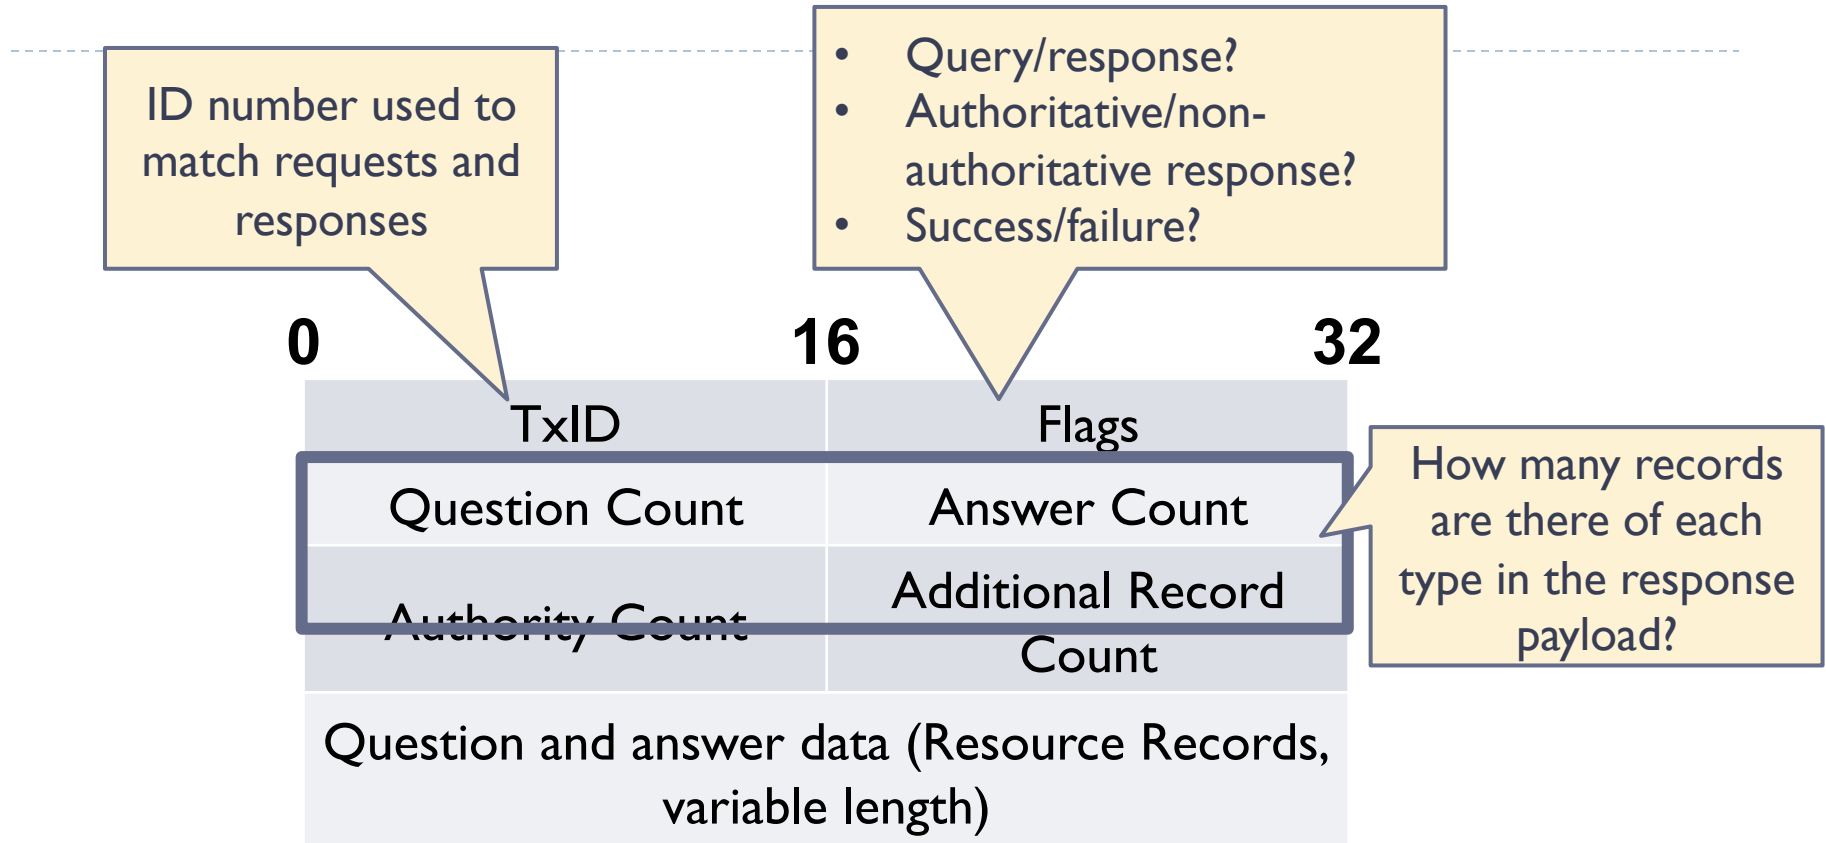 ID number used to
match requests and
responses
• Query/response?
• Authoritative/non-
authoritative response?
• Success/failure?
0 16 32
TxID Flags
Question Count Answer Count
Authority Count Additional Record
Count
How many records
are there of each
type in the response
payload?
Question and answer data (Resource Records,
variable length)